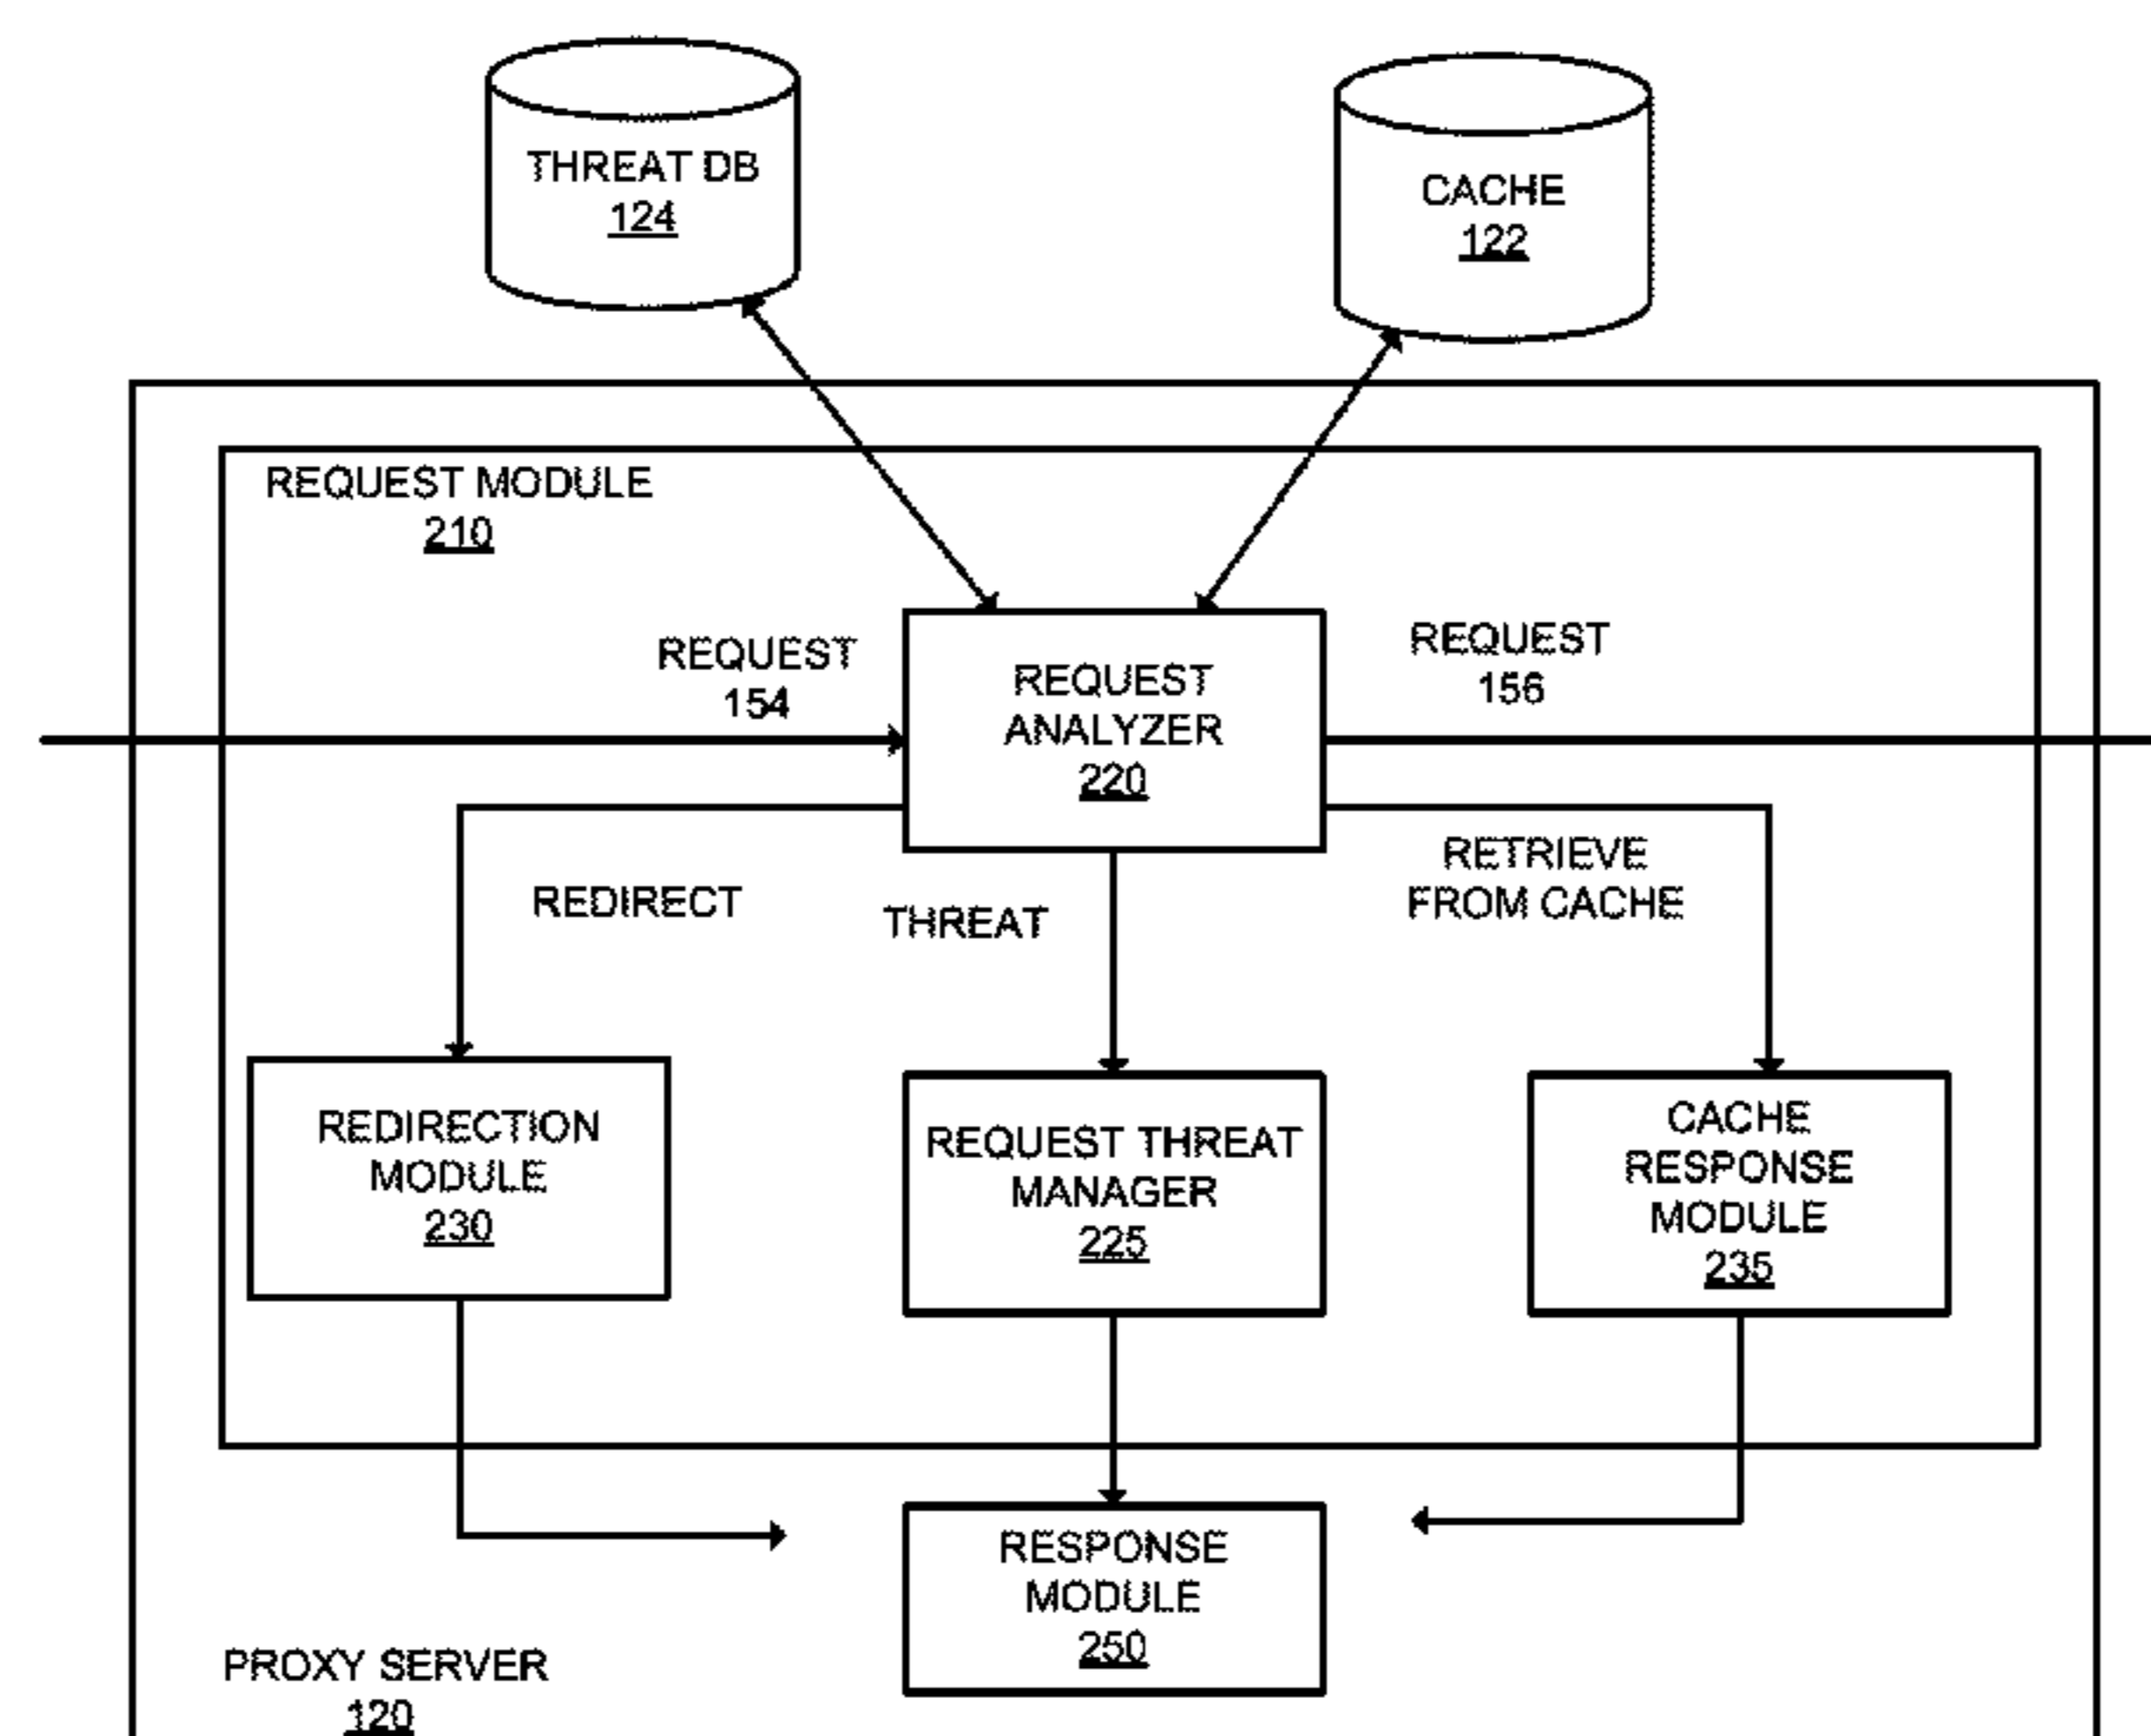 THREAT DB
124
CACHE
122
REQUEST MODULE
210
REQUEST
154
REQUEST
ANALYZER
220
REQUEST
156
REDIRECT
THREAT
RETRIEVE
FROM CACHE
REDIRECTION
MODULE
230
REQUEST THREAT
MANAGER
225
CACHE
RESPONSE
MODULE
235
RESPONSE
MODULE
250
PROXY SERVER
120